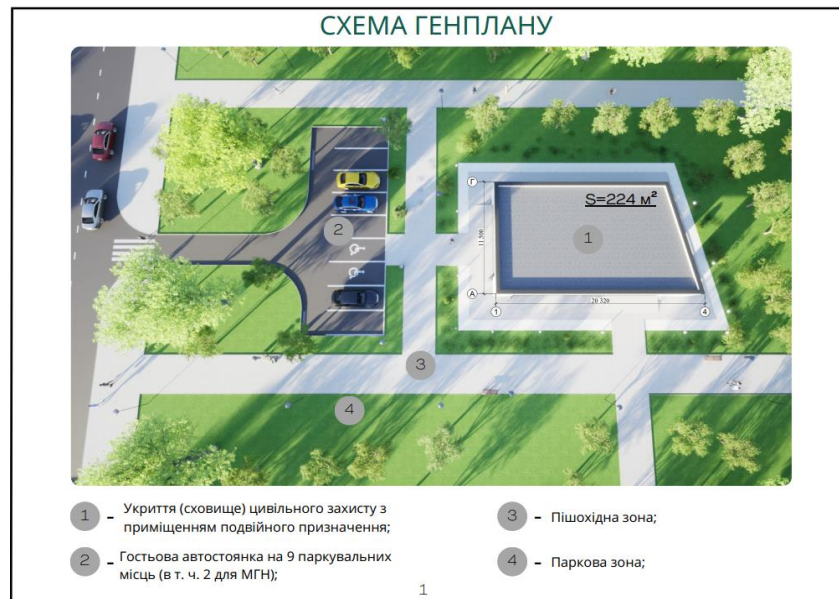 СХЕМА ГЕНПЛАНУ
S=224 м²
Г
11 500
1
2
А
20 320
1
4
3
4
1 – Укриття (сховище) цивільного захисту з
приміщенням подвійного призначення;
2 – Гостьова автостоянка на 9 паркувальних
місць (в т. ч. 2 для МГН);
3 – Пішохідна зона;
4 – Паркова зона;
1